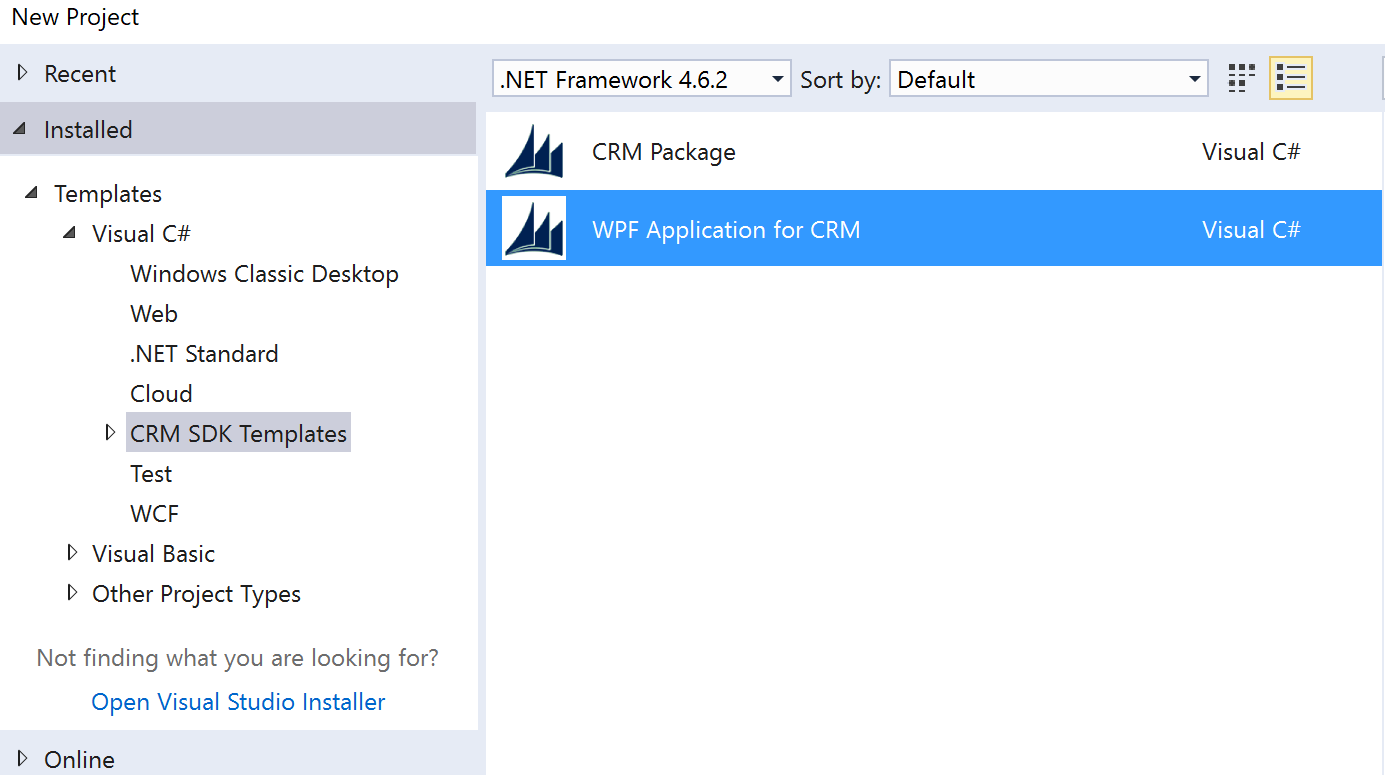 New Project
Recent
Installed
Templates
Visual C#
Windows Classic Desktop
Web
.NET Standard
Cloud
CRM SDK Templates
Test
WCF
Visual Basic
Other Project Types
Not finding what you are looking for?
Open Visual Studio Installer
Online
.NET Framework 4.6.2 Sort by: Default
CRM Package Visual C#
WPF Application for CRM Visual C#